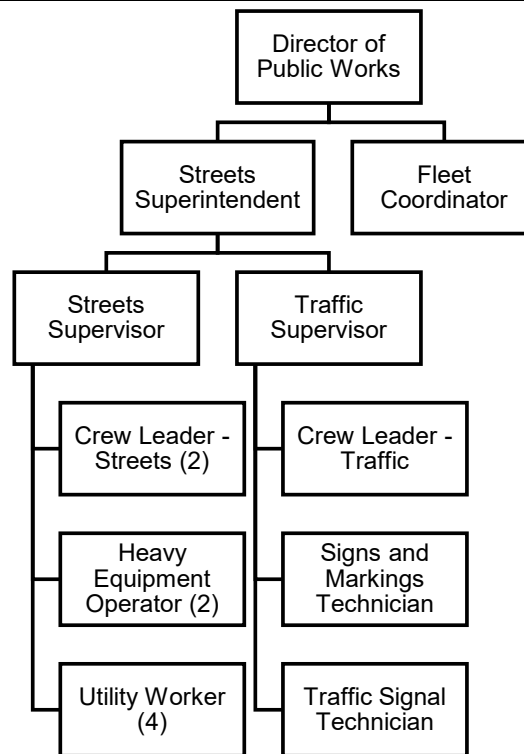 Director of
Public Works
Streets
Superintendent
Fleet
Coordinator
Streets
Supervisor
Traffic
Supervisor
Crew Leader -
Streets (2)
Crew Leader -
Traffic
Heavy
Equipment
Operator (2)
Signs and
Markings
Technician
Utility Worker
(4)
Traffic Signal
Technician